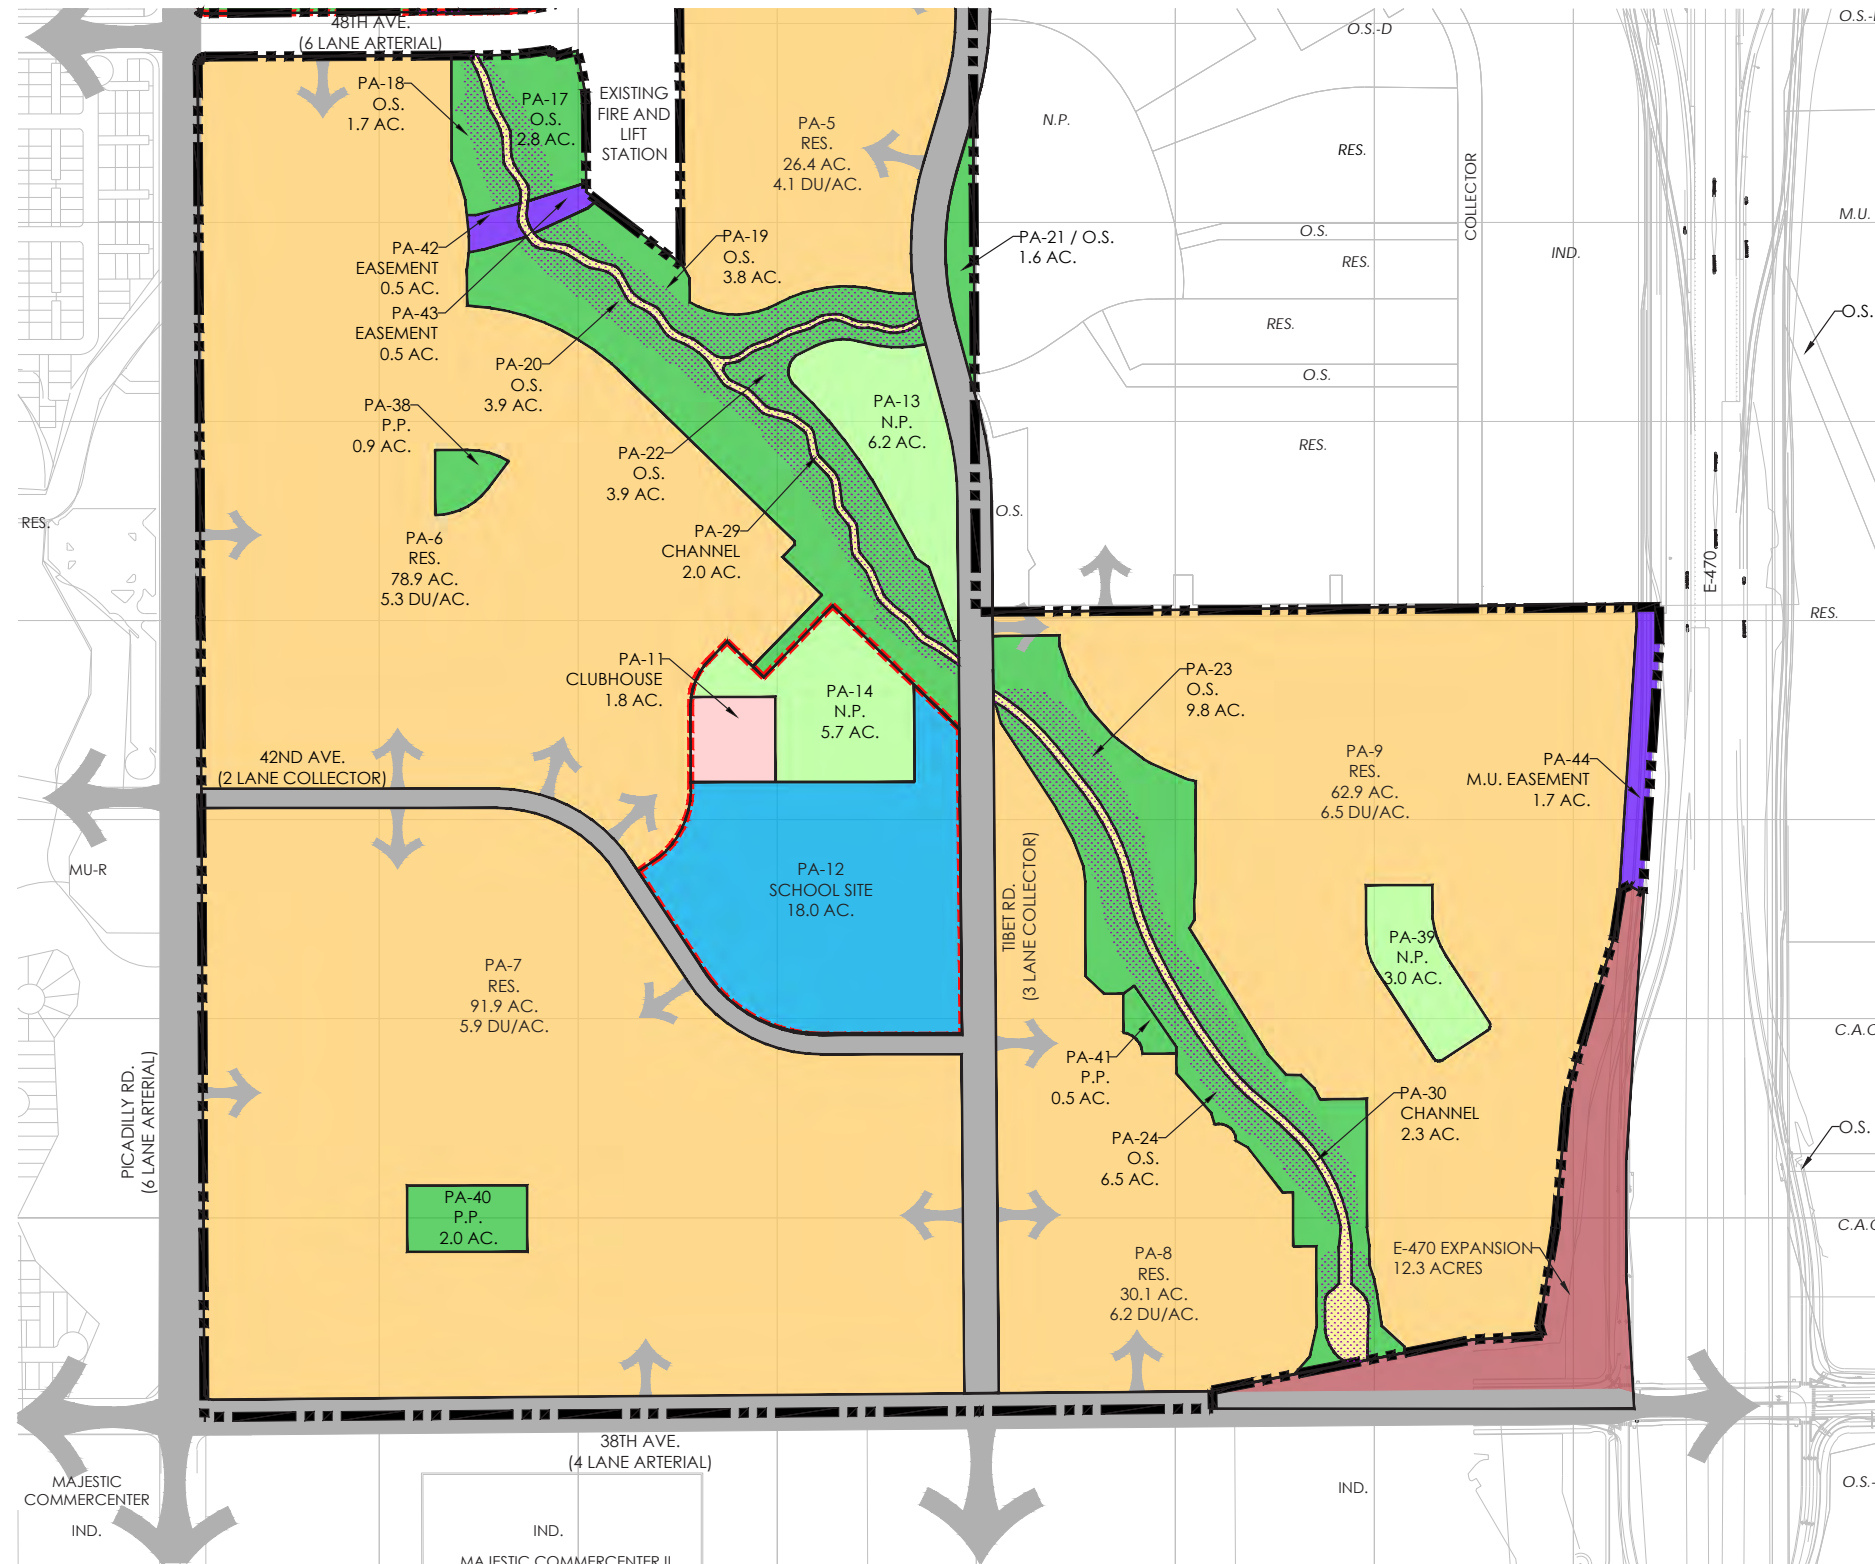 48TH AVE.
(6 LANE ARTERIAL)
PA-18
O.S.
1.7 AC.
PA-17
O.S.
2.8 AC.
EXISTING
FIRE AND
LIFT
STATION
PA-5
RES.
26.4 AC.
4.1 DU/AC.
N.P.
O.S.-D
RES.
COLLECTOR
O.S.
RES.
IND.
M.U.
PA-42
EASEMENT
0.5 AC.
PA-43
EASEMENT
0.5 AC.
PA-19
O.S.
3.8 AC.
PA-21 / O.S.
1.6 AC.
RES.
O.S.
O.S.
PA-20
O.S.
3.9 AC.
PA-38
P.P.
0.9 AC.
PA-13
N.P.
6.2 AC.
PA-22
O.S.
3.9 AC.
RES.
O.S.
RES.
PA-6
RES.
78.9 AC.
5.3 DU/AC.
PA-29
CHANNEL
2.0 AC.
E-470
RES.
PA-11
CLUBHOUSE
1.8 AC.
PA-14
N.P.
5.7 AC.
PA-23
O.S.
9.8 AC.
42ND AVE.
(2 LANE COLLECTOR)
PA-9
RES.
62.9 AC.
6.5 DU/AC.
PA-44
M.U. EASEMENT
1.7 AC.
MU-R
PA-12
SCHOOL SITE
18.0 AC.
TIBET RD.
(3 LANE COLLECTOR)
PA-39
N.P.
3.0 AC.
PA-7
RES.
91.9 AC.
5.9 DU/AC.
PICADILLY RD.
(6 LANE ARTERIAL)
PA-41
P.P.
0.5 AC.
PA-30
CHANNEL
2.3 AC.
O.S.
PA-24
O.S.
6.5 AC.
PA-40
P.P.
2.0 AC.
PA-8
RES.
30.1 AC.
6.2 DU/AC.
E-470 EXPANSION
12.3 ACRES
38TH AVE.
(4 LANE ARTERIAL)
MAJESTIC
COMMERCENTER
IND.
IND.
MAJESTIC COMMERCENTER II
IND.